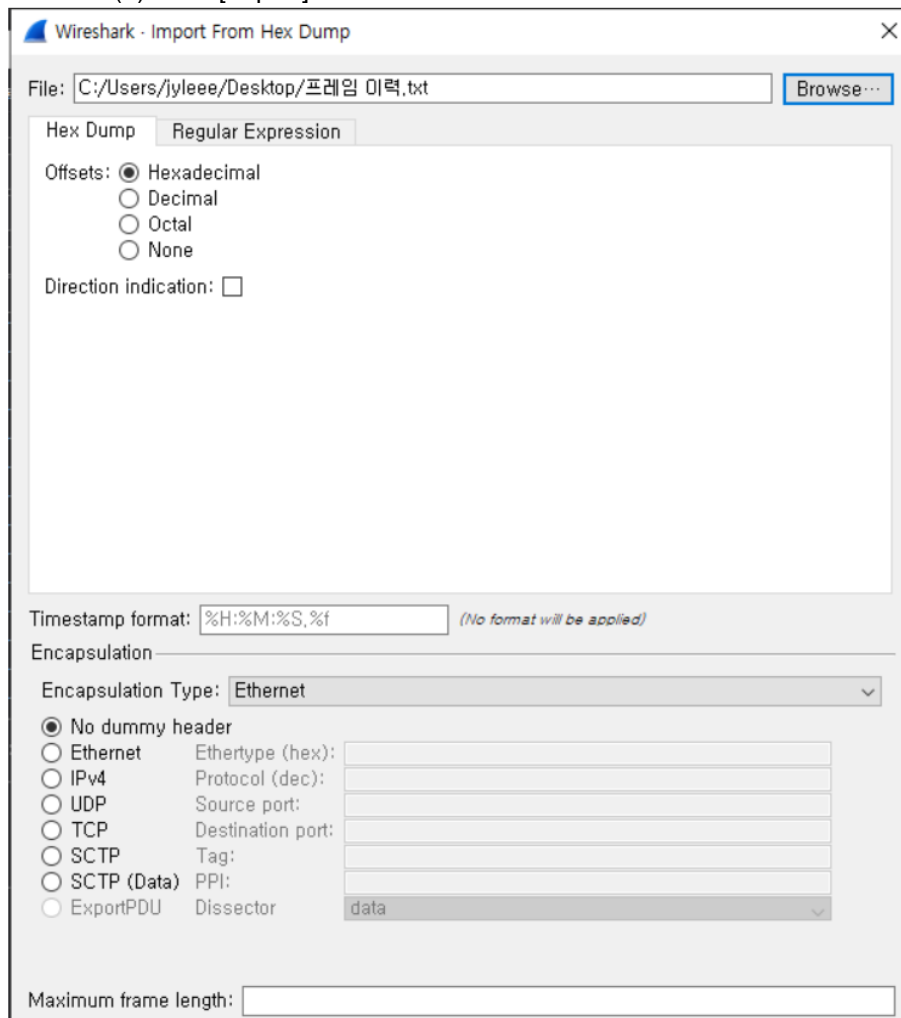 Wireshark · Import From Hex Dump
File: C:/Users/jyleee/Desktop/프레임 이력.txt Browse…
Hex Dump Regular Expression
Offsets: Hexadecimal
Decimal
Octal
None
Direction indication:
Timestamp format: %H:%M:%S.%f (No format will be applied)
Encapsulation
Encapsulation Type: Ethernet
No dummy header
Ethernet Ethertype (hex):
IPv4 Protocol (dec):
UDP Source port:
TCP Destination port:
SCTP Tag:
SCTP (Data) PPI:
ExportPDU Dissector data
Maximum frame length: